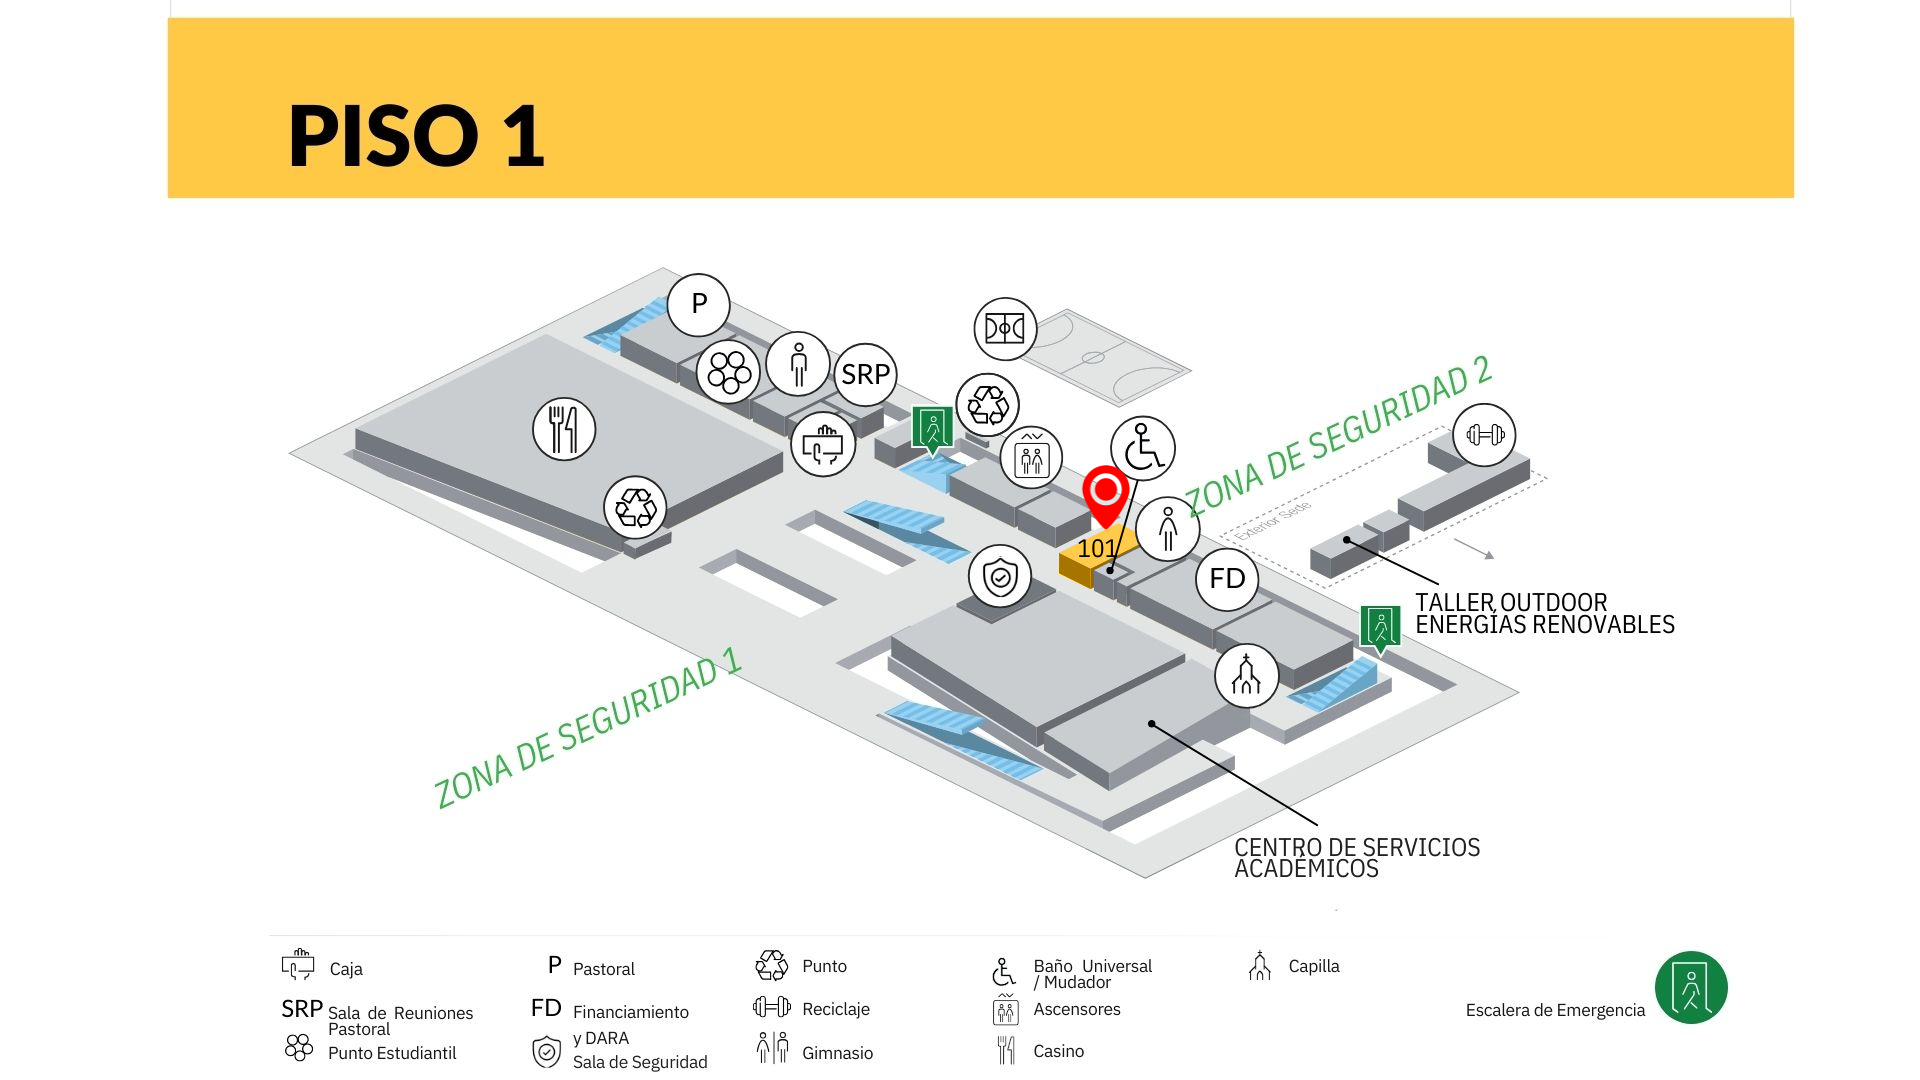 PISO 1
P
SRP
ZONA DE SEGURIDAD 2
Exterior Sede
101
FD
TALLER OUTDOOR
ENERGÍAS RENOVABLES
ZONA DE SEGURIDAD 1
CENTRO DE SERVICIOS
ACADÉMICOS
Caja
SRP Sala de Reuniones
Pastoral
Punto Estudiantil
P Pastoral
FD Financiamiento
y DARA
Sala de Seguridad
Punto
Reciclaje
Gimnasio
Baño Universal
/ Mudador
Ascensores
Casino
Capilla
Escalera de Emergencia